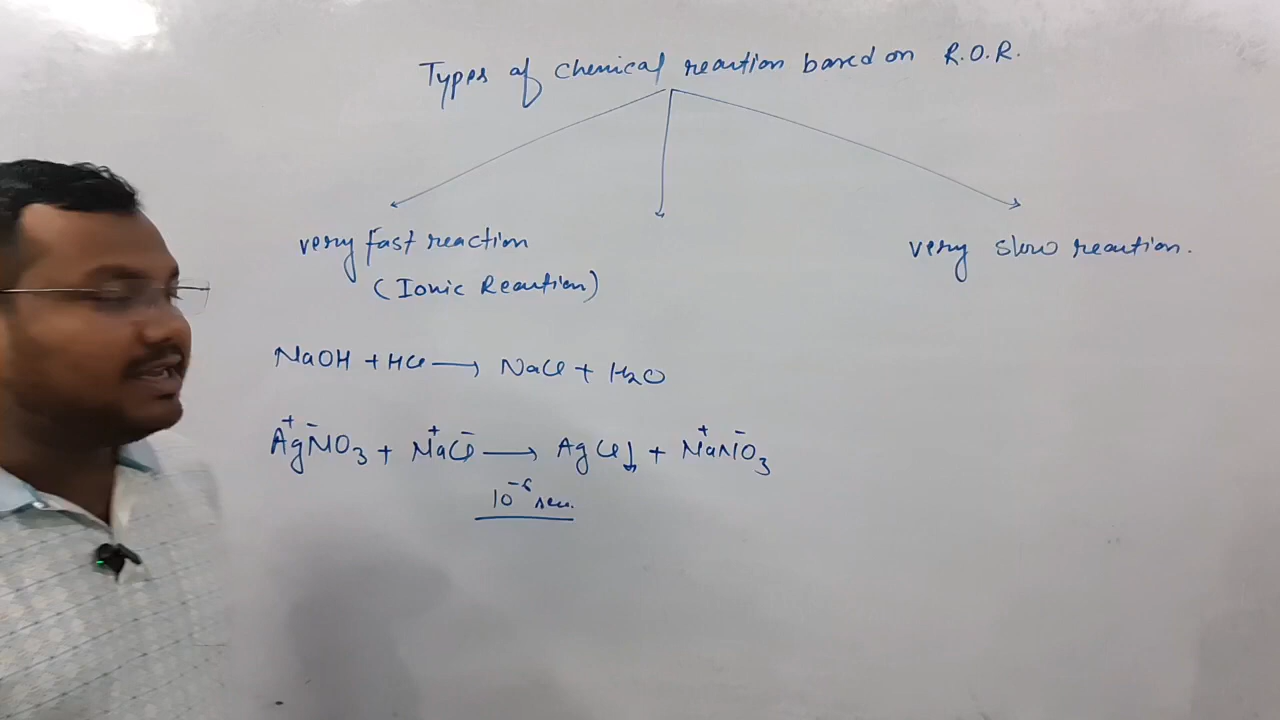 Types of chemical reaction based on R.O.R.
very fast reaction
(Ionic Reaction)
very slow reaction.
NaOH + HCl → NaCl + H₂O
Ag⁺NO₃⁻ + Na⁺Cl⁻ → AgCl↓ + Na⁺NO₃⁻
10⁻⁶ sec.